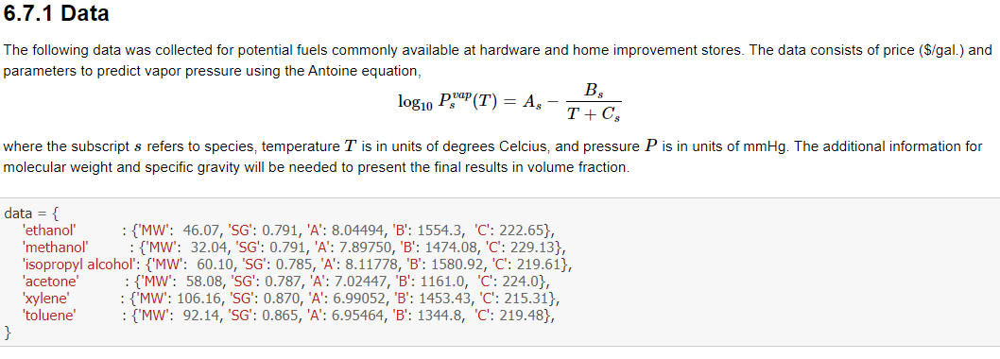 6.7.1 Data
The following data was collected for potential fuels commonly available at hardware and home improvement stores. The data consists of price ($/gal.) and
parameters to predict vapor pressure using the Antoine equation,
log₁₀ Pₛᵛᵃᵖ(T) = Aₛ − Bₛ / (T + Cₛ)
where the subscript s refers to species, temperature T is in units of degrees Celcius, and pressure P is in units of mmHg. The additional information for
molecular weight and specific gravity will be needed to present the final results in volume fraction.
data = {
'ethanol' : {'MW': 46.07, 'SG': 0.791, 'A': 8.04494, 'B': 1554.3, 'C': 222.65},
'methanol' : {'MW': 32.04, 'SG': 0.791, 'A': 7.89750, 'B': 1474.08, 'C': 229.13},
'isopropyl alcohol': {'MW': 60.10, 'SG': 0.785, 'A': 8.11778, 'B': 1580.92, 'C': 219.61},
'acetone' : {'MW': 58.08, 'SG': 0.787, 'A': 7.02447, 'B': 1161.0, 'C': 224.0},
'xylene' : {'MW': 106.16, 'SG': 0.870, 'A': 6.99052, 'B': 1453.43, 'C': 215.31},
'toluene' : {'MW': 92.14, 'SG': 0.865, 'A': 6.95464, 'B': 1344.8, 'C': 219.48},
}